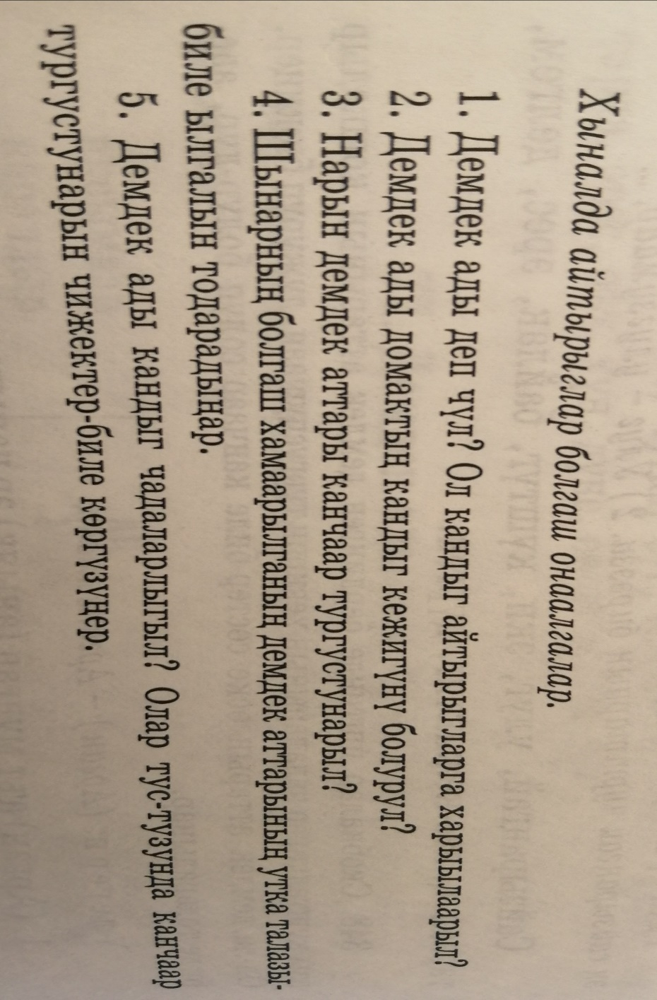 Хыналда айтырыглар болгаш онаалгалар.
1. Демдек ады деп чүл? Ол кандыг айтырыгларга харыылаарыл?
2. Демдек ады домактың кандыг кежигүнү болурул?
3. Нарын демдек аттары канчаар тургустунарыл?
4. Шынарның болгаш хамаарылганың демдек аттарының утка талазы-
биле ылгалын тодарадыңар.
5. Демдек ады кандыг чадаларлыгыл? Олар тус-тузунда канчаар
тургустунарын чижектер-биле көргүзүңер.